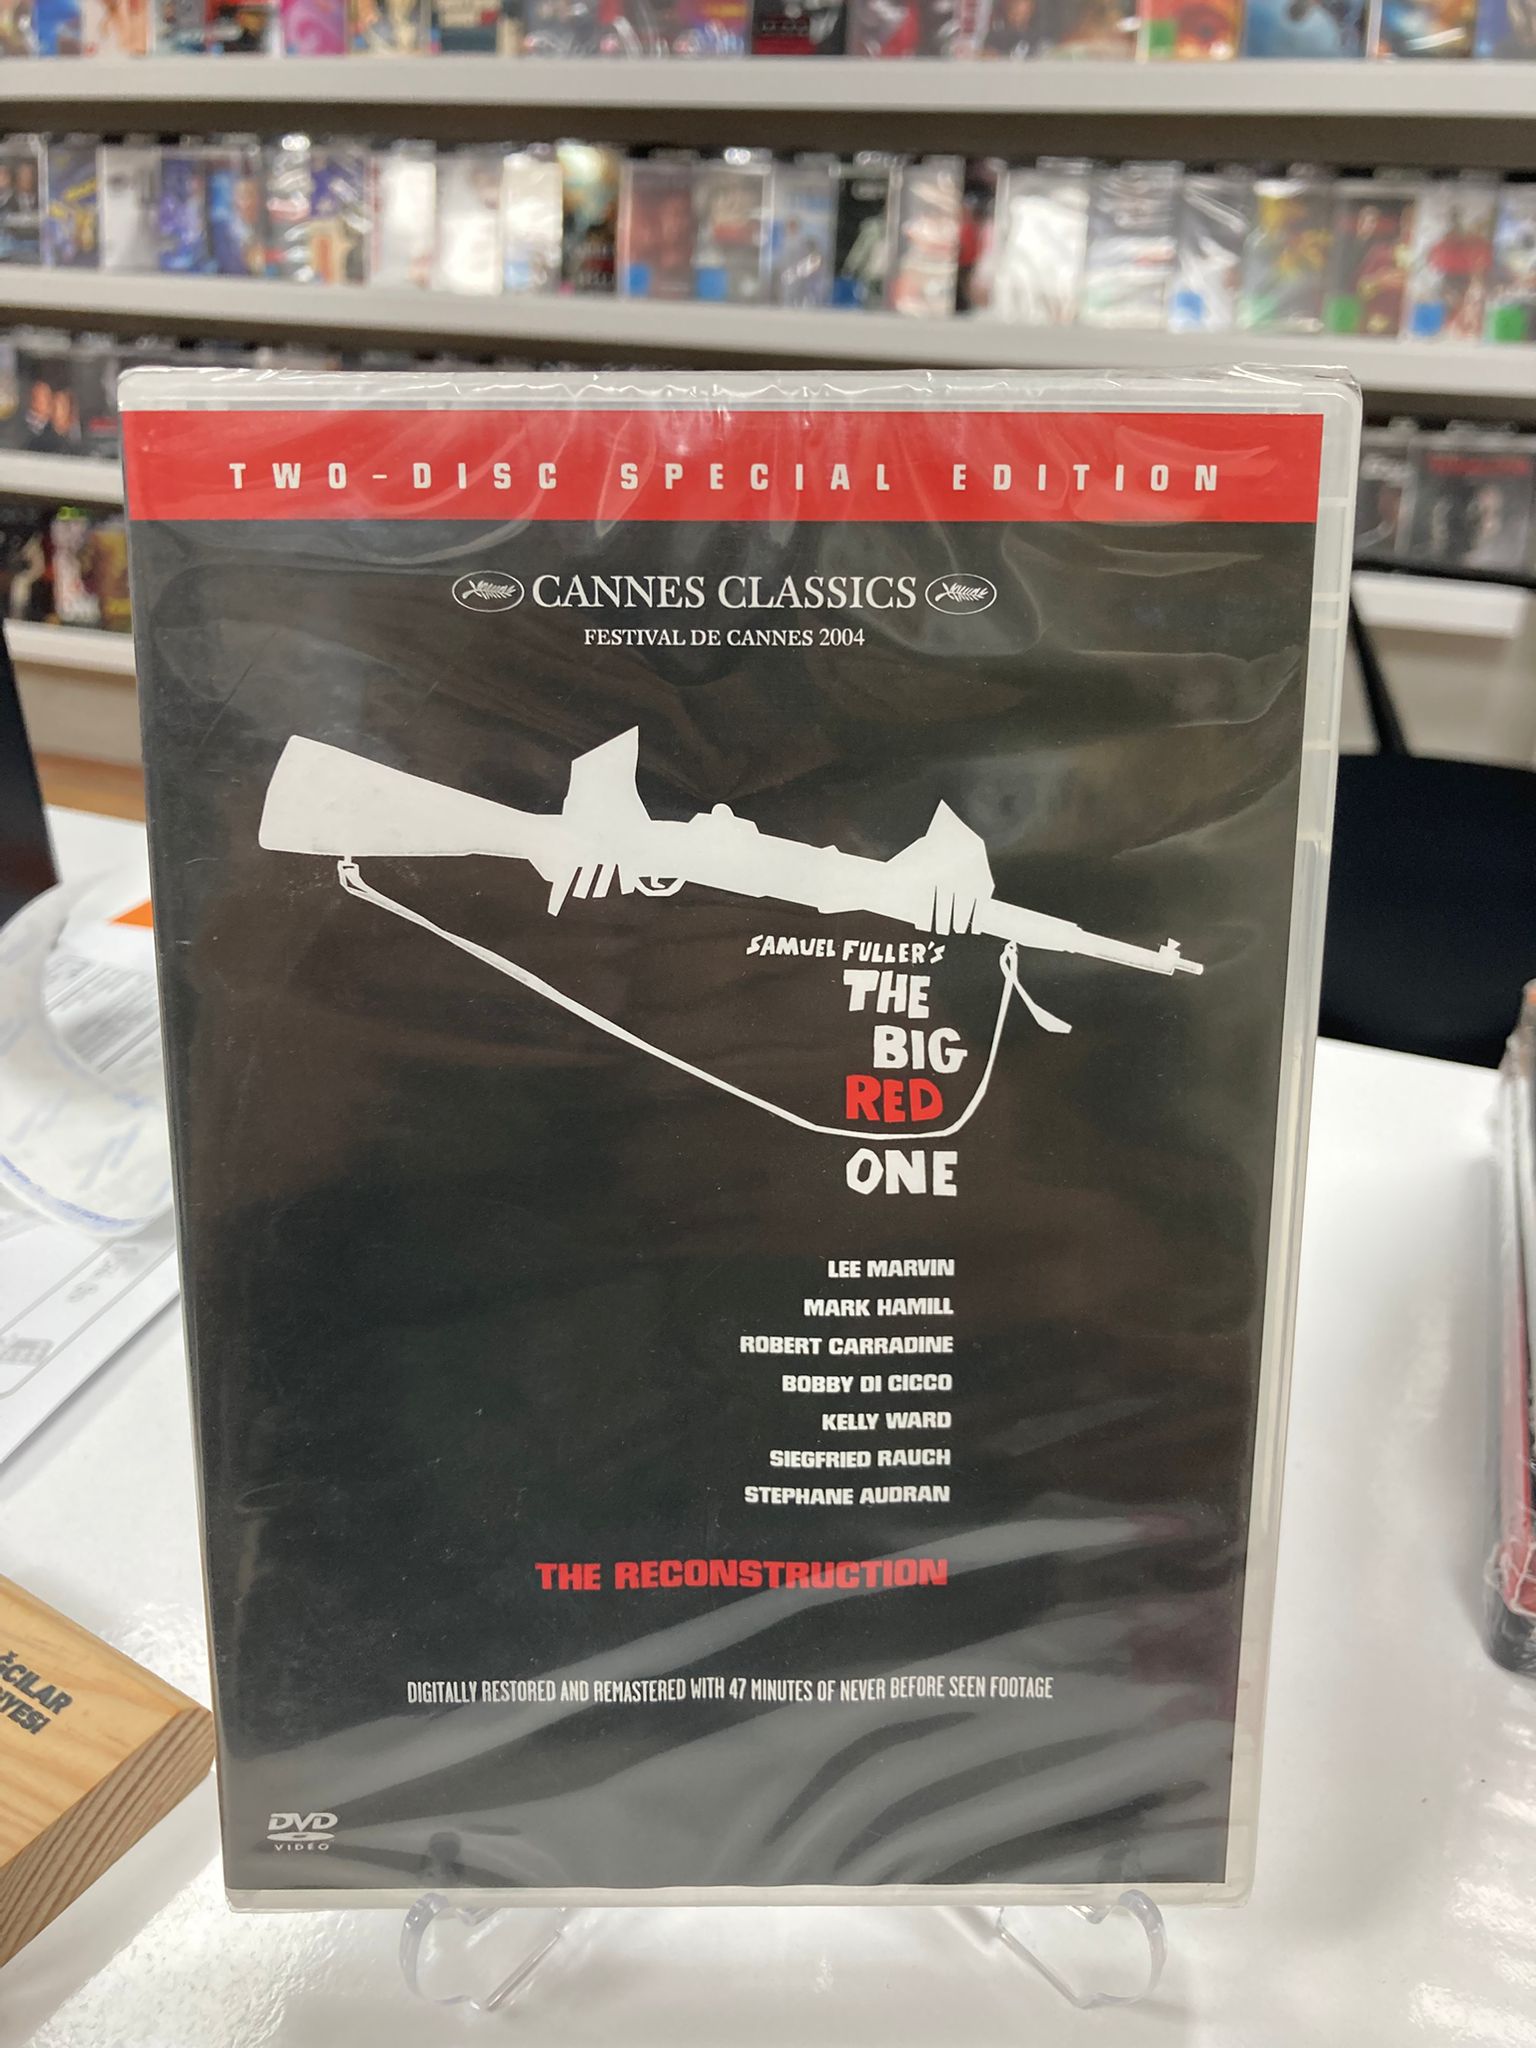 TWO-DISC SPECIAL EDITION
CANNES CLASSICS
FESTIVAL DE CANNES 2004
SAMUEL FULLER'S
THE
BIG
RED
ONE
LEE MARVIN
MARK HAMILL
ROBERT CARRADINE
BOBBY DI CICCO
KELLY WARD
SIEGFRIED RAUCH
STEPHANE AUDRAN
THE RECONSTRUCTION
DIGITALLY RESTORED AND REMASTERED WITH 47 MINUTES OF NEVER BEFORE SEEN FOOTAGE
DVD
VIDEO